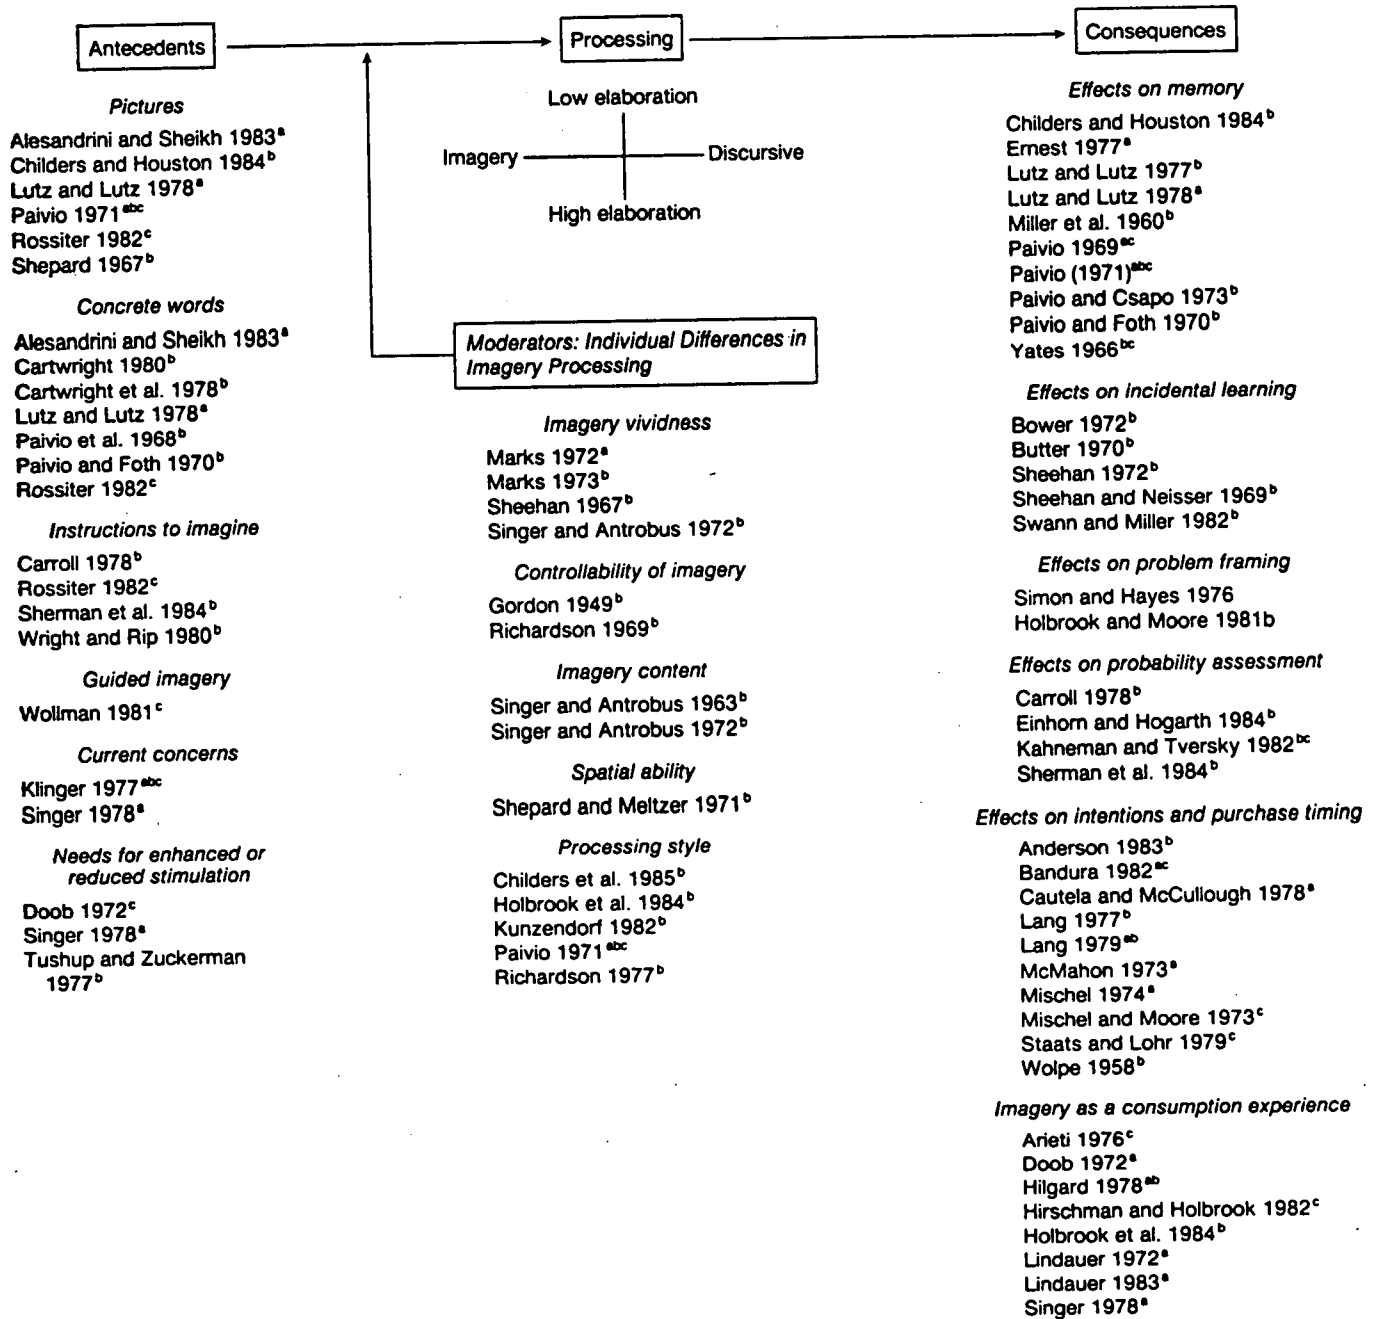 Antecedents
Processing
Consequences
Pictures
Alesandrini and Sheikh 1983ᵃ
Childers and Houston 1984ᵇ
Lutz and Lutz 1978ᵃ
Paivio 1971ᵃᵇᶜ
Rossiter 1982ᶜ
Shepard 1967ᵇ
Concrete words
Alesandrini and Sheikh 1983ᵃ
Cartwright 1980ᵇ
Cartwright et al. 1978ᵇ
Lutz and Lutz 1978ᵃ
Paivio et al. 1968ᵇ
Paivio and Foth 1970ᵇ
Rossiter 1982ᶜ
Instructions to imagine
Carroll 1978ᵇ
Rossiter 1982ᶜ
Sherman et al. 1984ᵇ
Wright and Rip 1980ᵇ
Guided imagery
Wollman 1981ᶜ
Current concerns
Klinger 1977ᵃᵇᶜ
Singer 1978ᵃ
Needs for enhanced or
reduced stimulation
Doob 1972ᶜ
Singer 1978ᵃ
Tushup and Zuckerman
1977ᵇ
Low elaboration
Imagery
Discursive
High elaboration
Moderators: Individual Differences in
Imagery Processing
Imagery vividness
Marks 1972ᵃ
Marks 1973ᵇ
Sheehan 1967ᵇ
Singer and Antrobus 1972ᵇ
Controllability of imagery
Gordon 1949ᵇ
Richardson 1969ᵇ
Imagery content
Singer and Antrobus 1963ᵇ
Singer and Antrobus 1972ᵇ
Spatial ability
Shepard and Meltzer 1971ᵇ
Processing style
Childers et al. 1985ᵇ
Holbrook et al. 1984ᵇ
Kunzendorf 1982ᵇ
Paivio 1971ᵃᵇᶜ
Richardson 1977ᵇ
Effects on memory
Childers and Houston 1984ᵇ
Ernest 1977ᵃ
Lutz and Lutz 1977ᵇ
Lutz and Lutz 1978ᵃ
Miller et al. 1960ᵇ
Paivio 1969ᵃᶜ
Paivio (1971)ᵃᵇᶜ
Paivio and Csapo 1973ᵇ
Paivio and Foth 1970ᵇ
Yates 1966ᵇᶜ
Effects on incidental learning
Bower 1972ᵇ
Butter 1970ᵇ
Sheehan 1972ᵇ
Sheehan and Neisser 1969ᵇ
Swann and Miller 1982ᵇ
Effects on problem framing
Simon and Hayes 1976
Holbrook and Moore 1981b
Effects on probability assessment
Carroll 1978ᵇ
Einhorn and Hogarth 1984ᵇ
Kahneman and Tversky 1982ᵇᶜ
Sherman et al. 1984ᵇ
Effects on intentions and purchase timing
Anderson 1983ᵇ
Bandura 1982ᵃᶜ
Cautela and McCullough 1978ᵃ
Lang 1977ᵇ
Lang 1979ᵃᵇ
McMahon 1973ᵃ
Mischel 1974ᵃ
Mischel and Moore 1973ᶜ
Staats and Lohr 1979ᶜ
Wolpe 1958ᵇ
Imagery as a consumption experience
Arieti 1976ᶜ
Doob 1972ᵃ
Hilgard 1978ᵃᵇ
Hirschman and Holbrook 1982ᶜ
Holbrook et al. 1984ᵇ
Lindauer 1972ᵃ
Lindauer 1983ᵃ
Singer 1978ᵃ